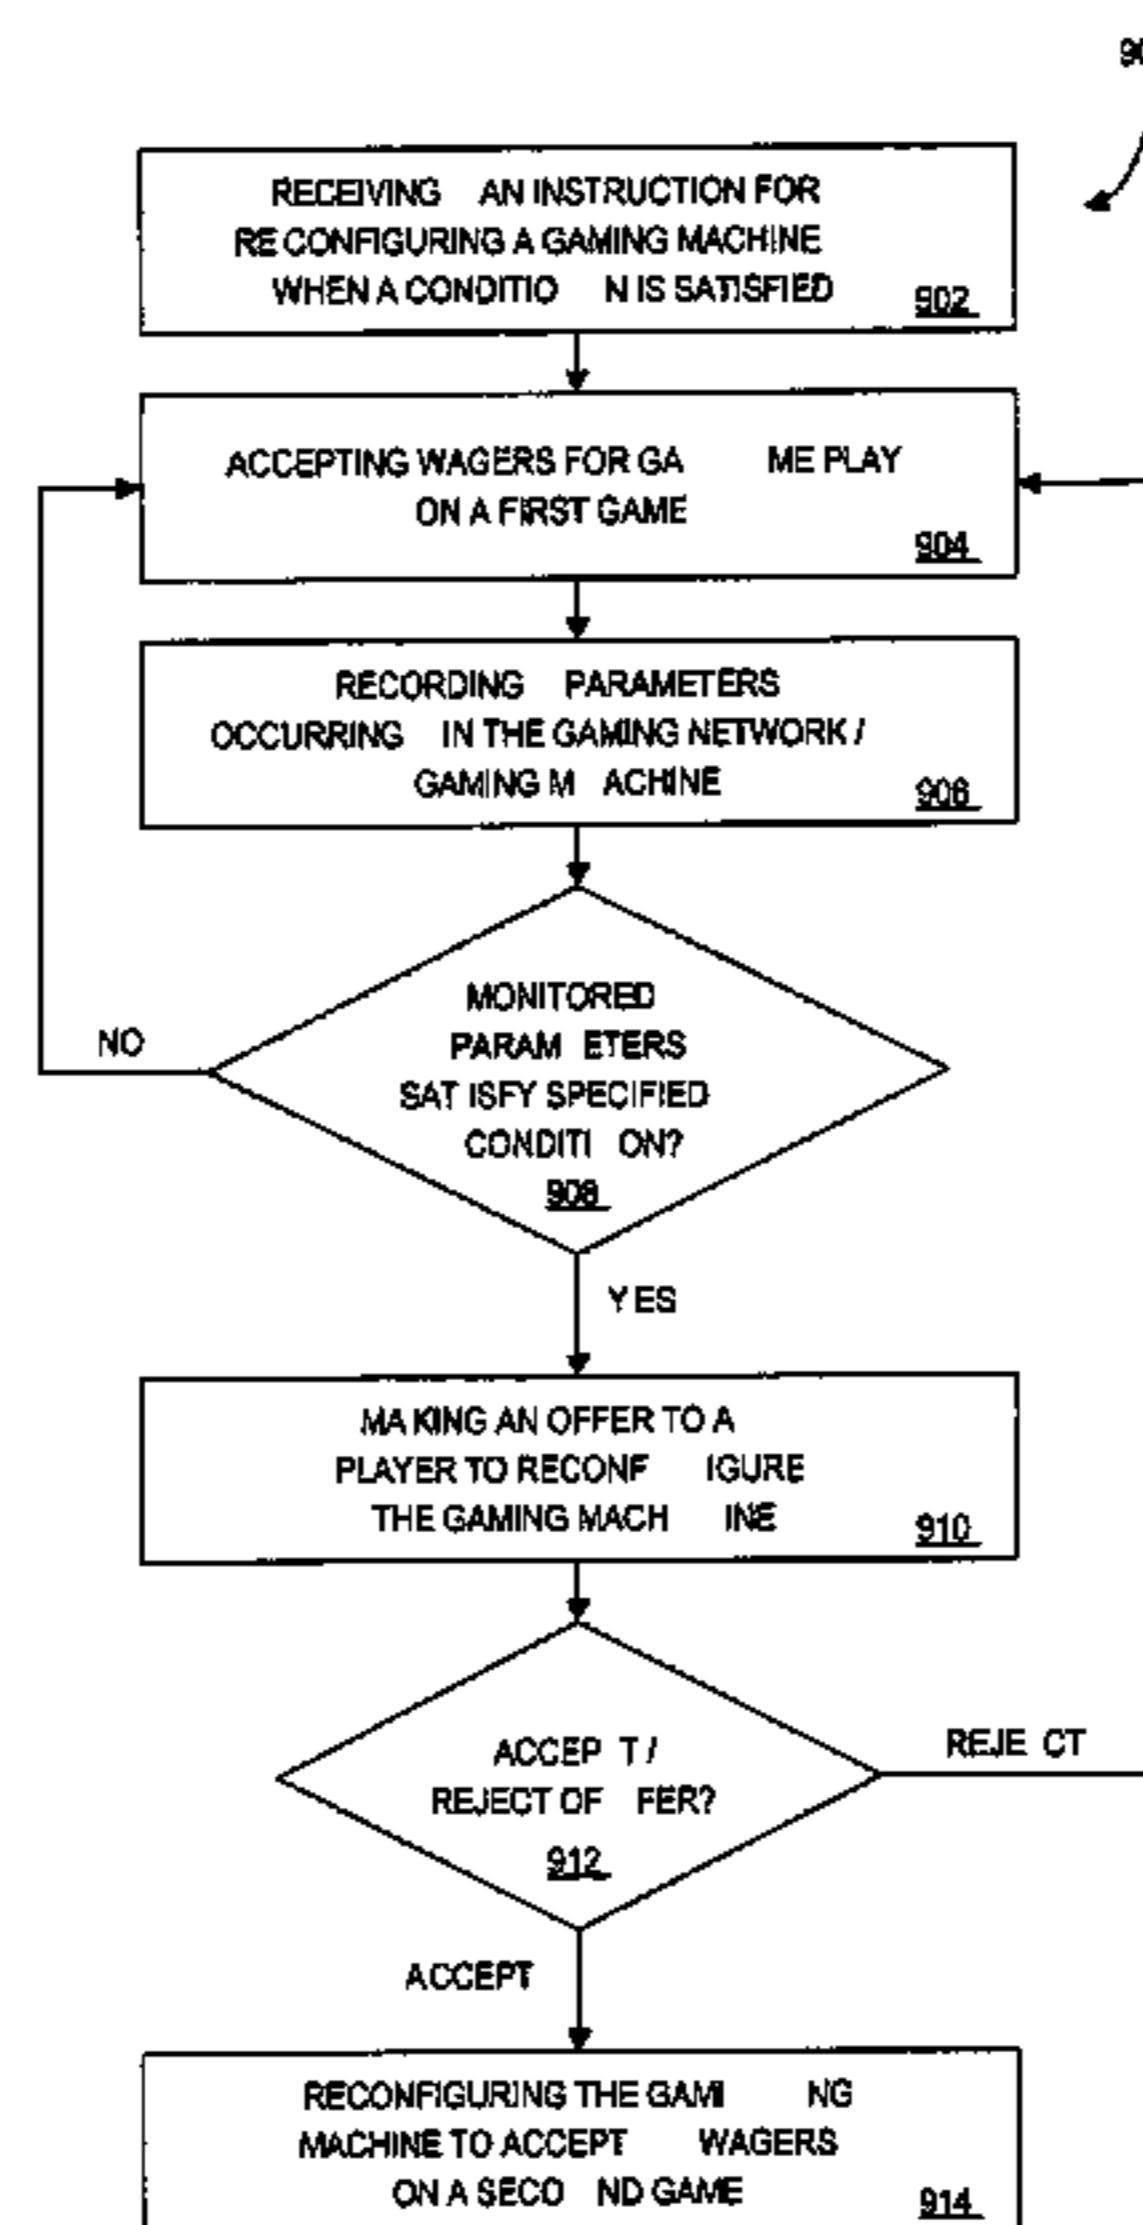 RECEIVING AN INSTRUCTION FOR
RE CONFIGURING A GAMING MACHINE
WHEN A CONDITIO N IS SATISFIED
902
ACCEPTING WAGERS FOR GA ME PLAY
ON A FIRST GAME
904
RECORDING PARAMETERS
OCCURRING IN THE GAMING NETWORK /
GAMING M ACHINE
906
MONITORED
PARAM ETERS
SAT ISFY SPECIFIED
CONDITI ON?
908
NO
YES
MA KING AN OFFER TO A
PLAYER TO RECONF IGURE
THE GAMING MACH INE
910
ACCEP T /
REJECT OF FER?
912
REJE CT
ACCEPT
RECONFIGURING THE GAMI NG
MACHINE TO ACCEPT WAGERS
ON A SECO ND GAME
914